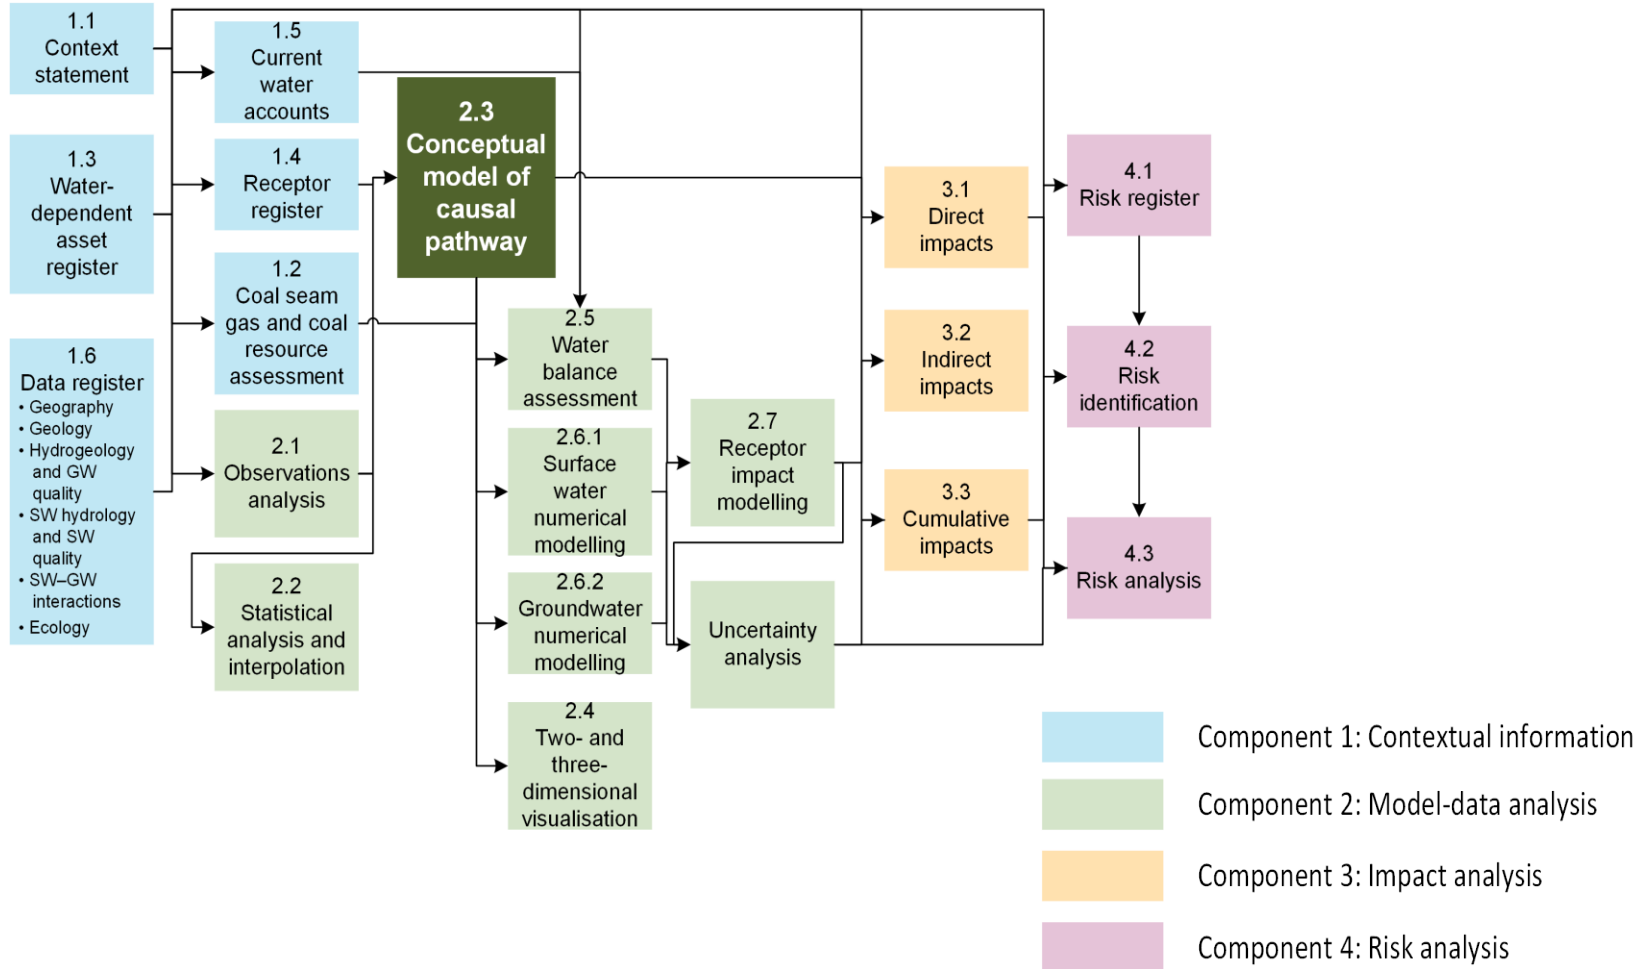 1.1
Context
statement
1.3
Water-
dependent
asset
register
1.6
Data register
• Geography
• Geology
• Hydrogeology
and GW
quality
• SW hydrology
and SW
quality
• SW–GW
interactions
• Ecology
1.5
Current
water
accounts
1.4
Receptor
register
1.2
Coal seam
gas and coal
resource
assessment
2.1
Observations
analysis
2.2
Statistical
analysis and
interpolation
2.3
Conceptual
model of
causal
pathway
2.5
Water
balance
assessment
2.6.1
Surface
water
numerical
modelling
2.6.2
Groundwater
numerical
modelling
2.4
Two- and
three-
dimensional
visualisation
2.7
Receptor
impact
modelling
Uncertainty
analysis
3.1
Direct
impacts
3.2
Indirect
impacts
3.3
Cumulative
impacts
4.1
Risk register
4.2
Risk
identification
4.3
Risk analysis
Component 1: Contextual information
Component 2: Model-data analysis
Component 3: Impact analysis
Component 4: Risk analysis